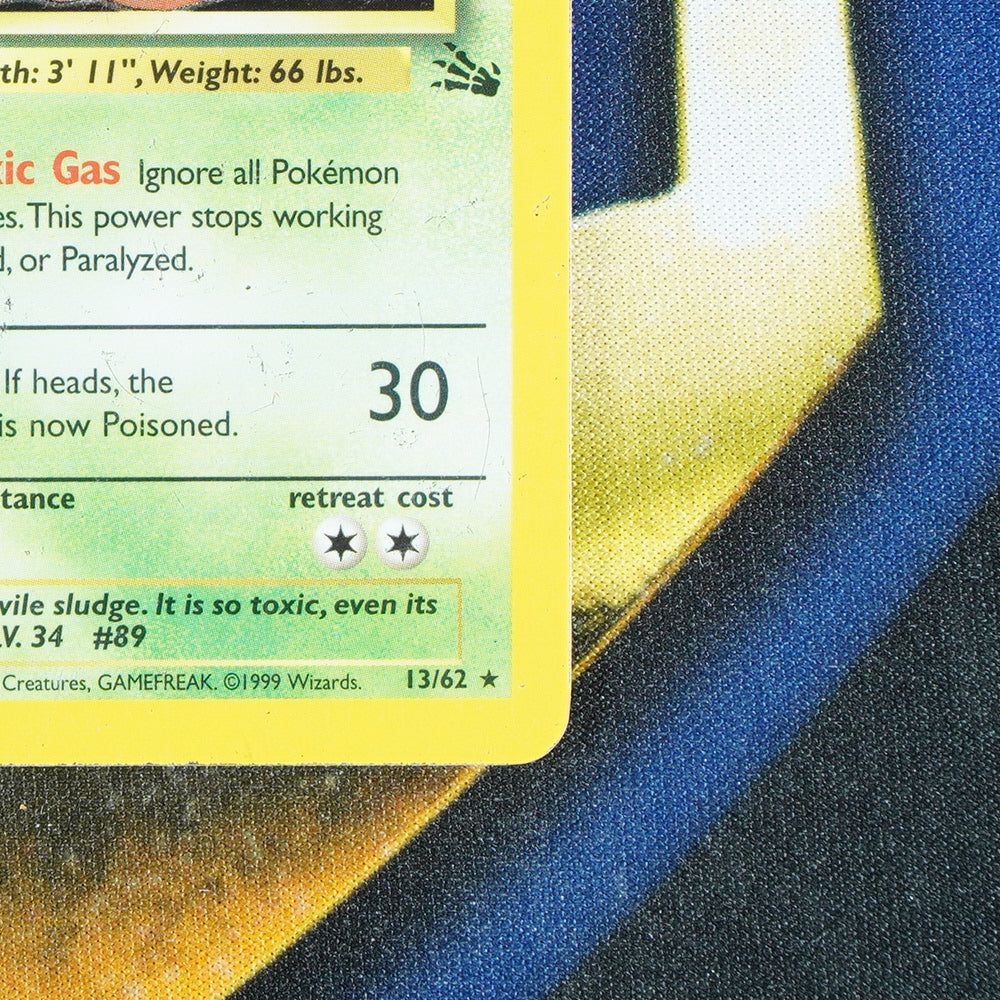 th: 3' 11", Weight: 66 lbs.
xic Gas Ignore all Pokémon
es. This power stops working
d, or Paralyzed.
If heads, the
is now Poisoned.
30
tance
retreat cost
vile sludge. It is so toxic, even its
LV. 34 #89
Creatures, GAMEFREAK. ©1999 Wizards. 13/62 ★